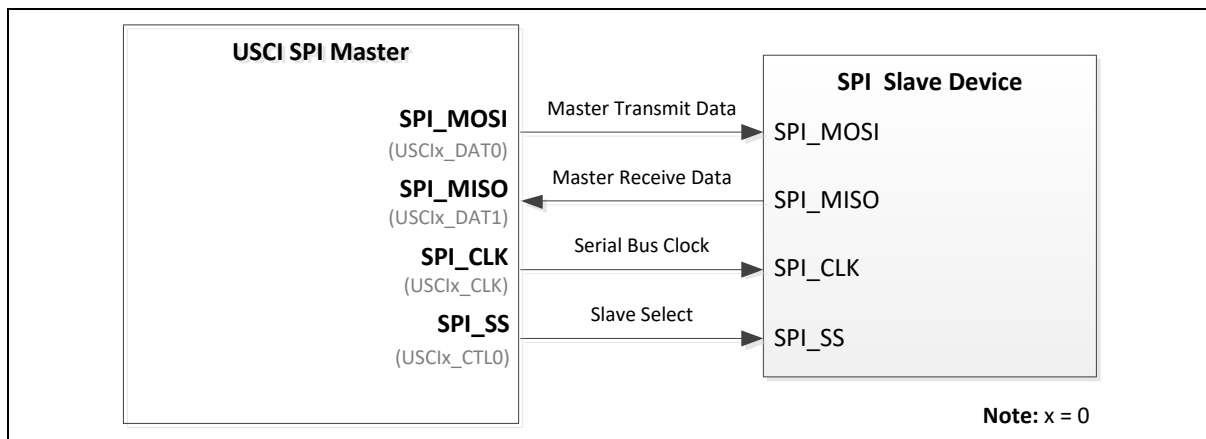 USCI SPI Master
SPI Slave Device
SPI_MOSI
(USCIx_DAT0)
Master Transmit Data
SPI_MOSI
SPI_MISO
(USCIx_DAT1)
Master Receive Data
SPI_MISO
SPI_CLK
(USCIx_CLK)
Serial Bus Clock
SPI_CLK
SPI_SS
(USCIx_CTL0)
Slave Select
SPI_SS
Note: x = 0